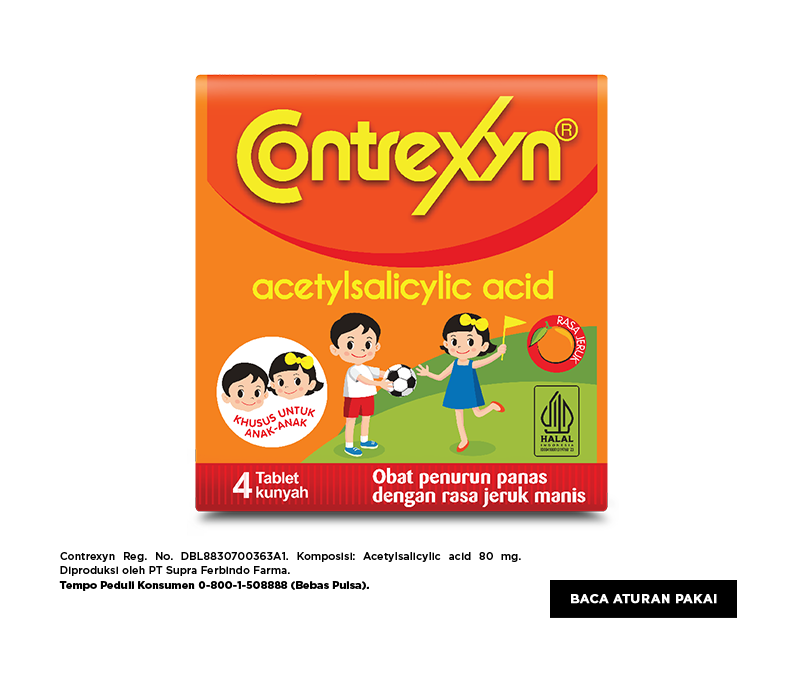 Contrexyn®
acetylsalicylic acid
RASA JERUK
KHUSUS UNTUK
ANAK-ANAK
HALAL
INDONESIA
4 Tablet
kunyah
Obat penurun panas
dengan rasa jeruk manis
Contrexyn Reg. No. DBL8830700363A1. Komposisi: Acetylsalicylic acid 80 mg.
Diproduksi oleh PT Supra Ferbindo Farma.
Tempo Peduli Konsumen 0-800-1-508888 (Bebas Pulsa).
BACA ATURAN PAKAI